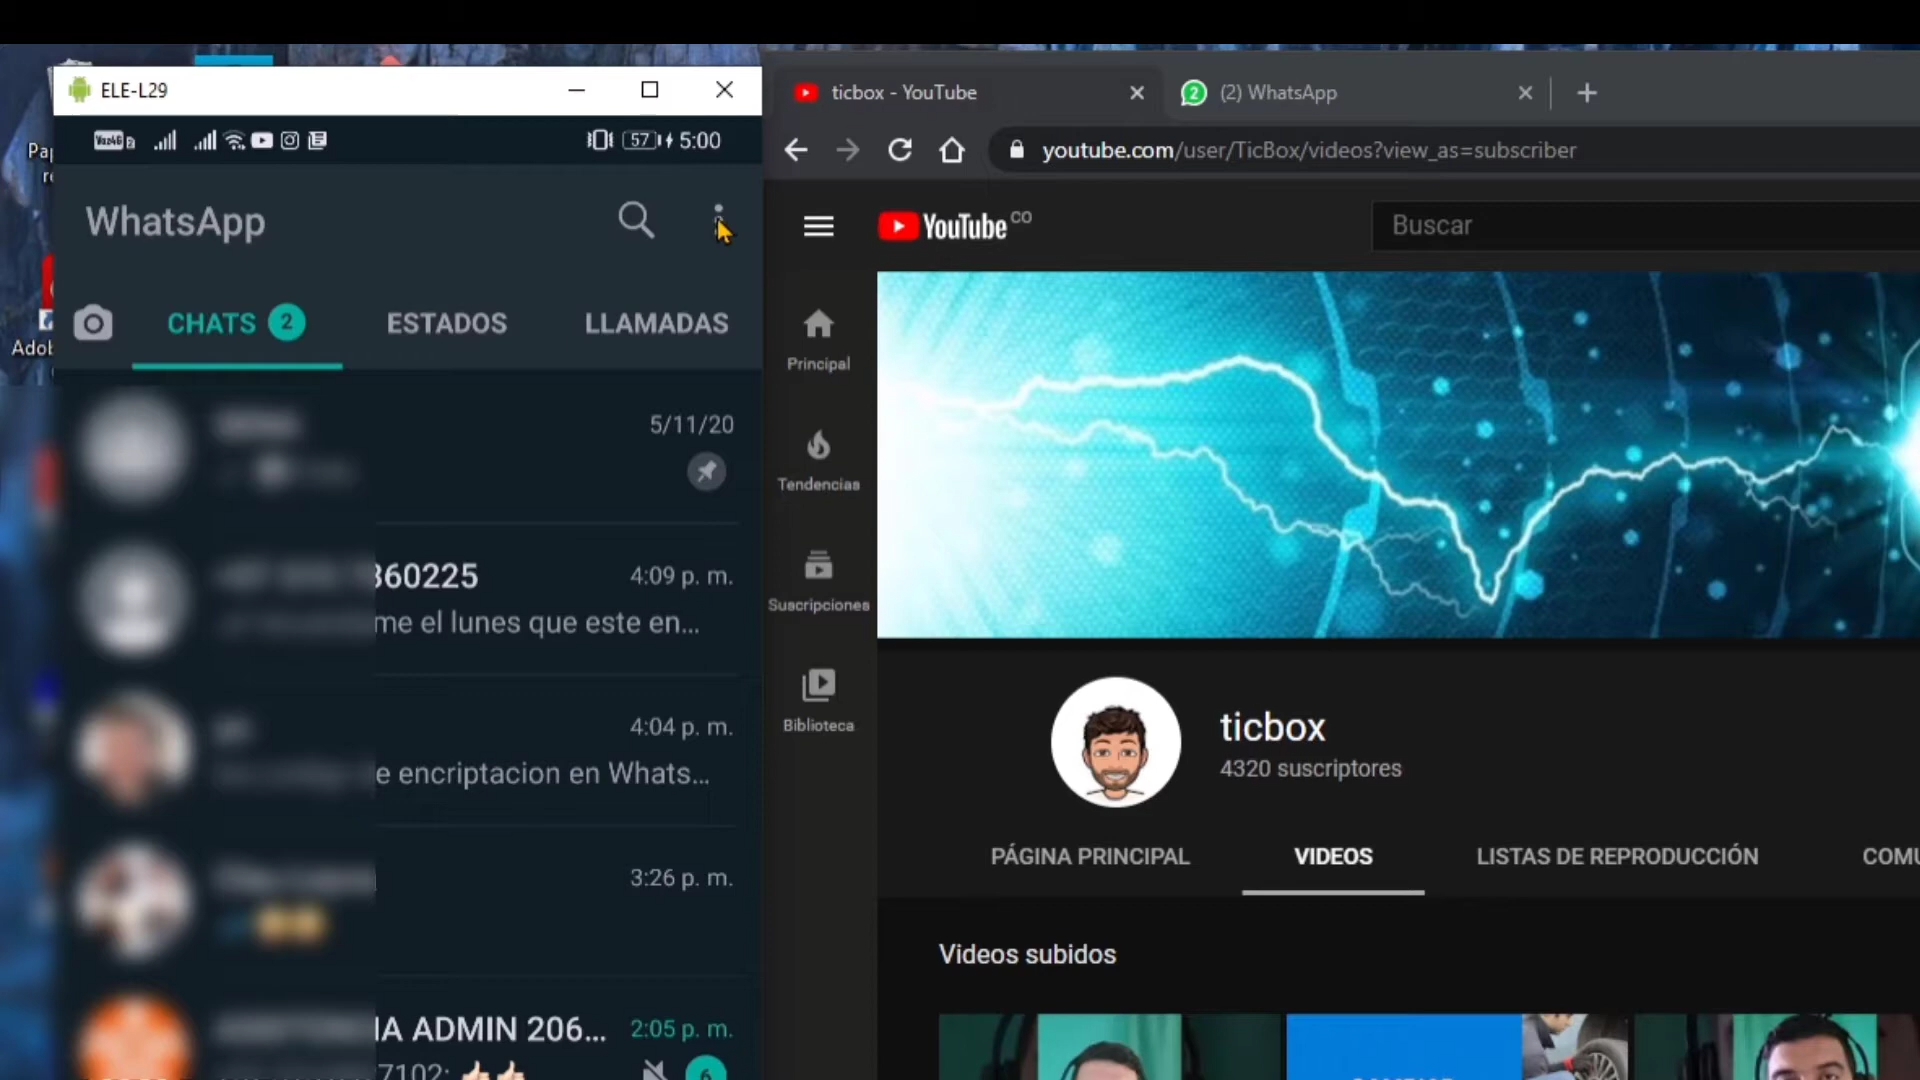 ELE-L29
57
5:00
WhatsApp
CHATS 2
ESTADOS
LLAMADAS
5/11/20
360225
4:09 p. m.
me el lunes que este en...
4:04 p. m.
e encriptacion en Whats...
3:26 p. m.
IA ADMIN 206...
2:05 p. m.
7102:
6
ticbox - YouTube
2
(2) WhatsApp
youtube.com/user/TicBox/videos?view_as=subscriber
YouTube CO
Buscar
Principal
Tendencias
Suscripciones
Biblioteca
ticbox
4320 suscriptores
PÁGINA PRINCIPAL
VIDEOS
LISTAS DE REPRODUCCIÓN
COMU
Videos subidos
Adob